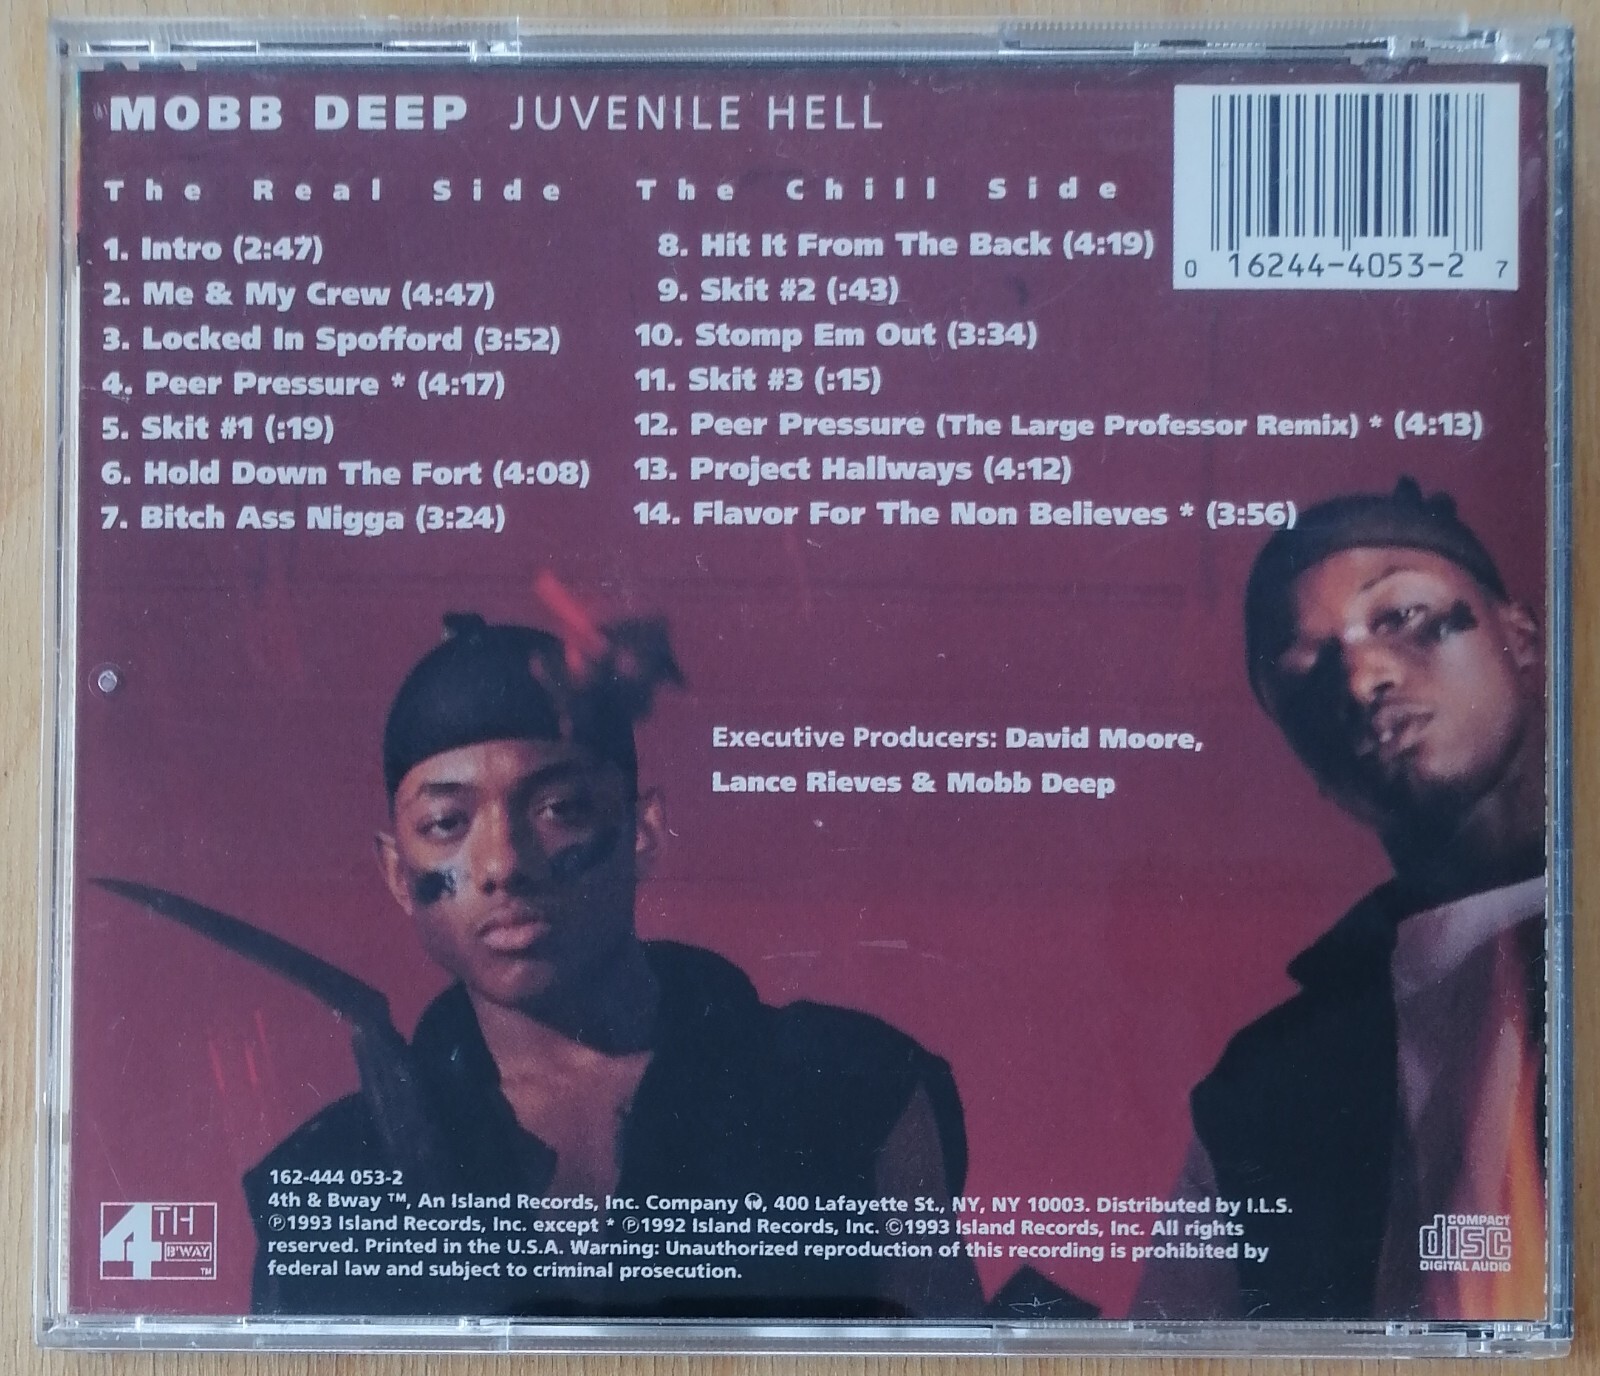 MOBB DEEP JUVENILE HELL
The Real Side
1. Intro (2:47)
2. Me & My Crew (4:47)
3. Locked In Spofford (3:52)
4. Peer Pressure * (4:17)
5. Skit #1 (:19)
6. Hold Down The Fort (4:08)
7. Bitch Ass Nigga (3:24)
The Chill Side
8. Hit It From The Back (4:19)
9. Skit #2 (:43)
10. Stomp Em Out (3:34)
11. Skit #3 (:15)
12. Peer Pressure (The Large Professor Remix) * (4:13)
13. Project Hallways (4:12)
14. Flavor For The Non Believes * (3:56)
0 16244-4053-2 7
Executive Producers: David Moore,
Lance Rieves & Mobb Deep
162-444 053-2
4th & Bway ™, An Island Records, Inc. Company, 400 Lafayette St., NY, NY 10003. Distributed by I.L.S.
℗1993 Island Records, Inc. except * ℗1992 Island Records, Inc. ©1993 Island Records, Inc. All rights
reserved. Printed in the U.S.A. Warning: Unauthorized reproduction of this recording is prohibited by
federal law and subject to criminal prosecution.
4TH
B'WAY
™
COMPACT
disc
DIGITAL AUDIO